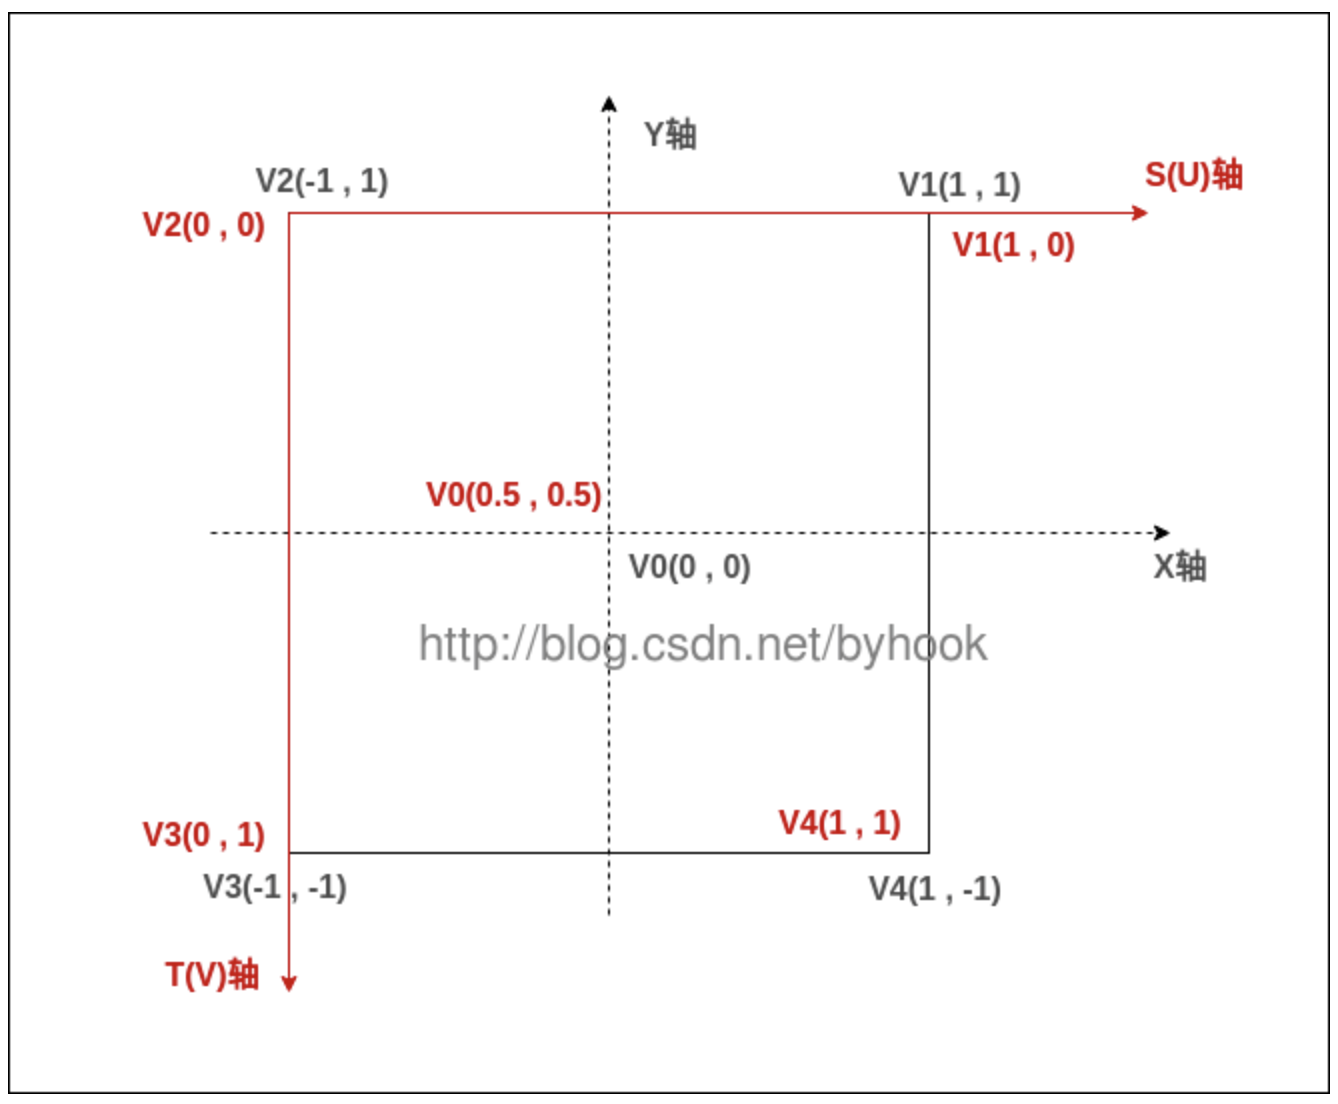 Y轴
S(U)轴
V2(-1 , 1)
V1(1 , 1)
V2(0 , 0)
V1(1 , 0)
V0(0.5 , 0.5)
V0(0 , 0)
X轴
http://blog.csdn.net/byhook
V3(0 , 1)
V4(1 , 1)
V3(-1 , -1)
V4(1 , -1)
T(V)轴